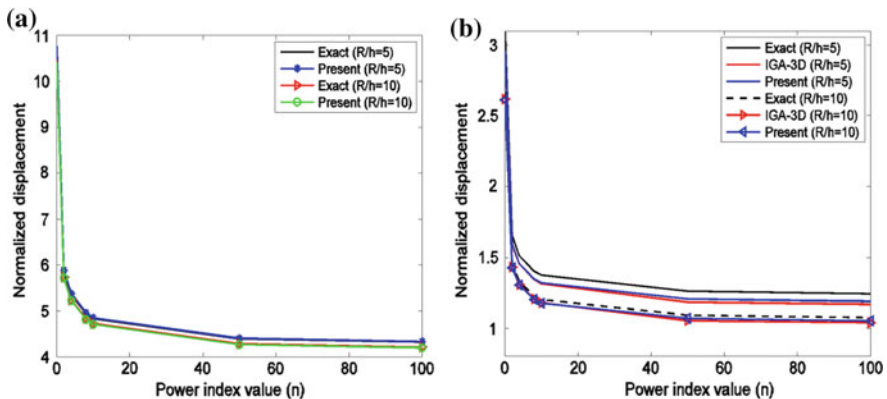 (a)
Normalized displacement
11
10
9
8
7
6
5
4
0 20 40 60 80 100
Power index value (n)
Exact (R/h=5)
Present (R/h=5)
Exact (R/h=10)
Present (R/h=10)
(b)
Normalized displacement
3
2.5
2
1.5
1
0 20 40 60 80 100
Power index value (n)
Exact (R/h=5)
IGA-3D (R/h=5)
Present (R/h=5)
Exact (R/h=10)
IGA-3D (R/h=10)
Present (R/h=10)